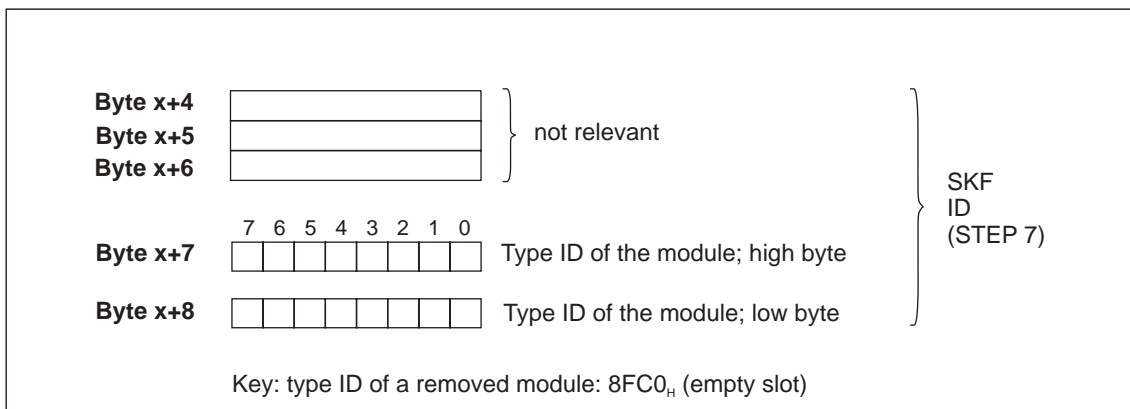 Byte x+4
Byte x+5
not relevant
Byte x+6
SKF
ID
(STEP 7)
7 6 5 4 3 2 1 0
Byte x+7 Type ID of the module; high byte
Byte x+8 Type ID of the module; low byte
Key: type ID of a removed module: 8FC0H (empty slot)